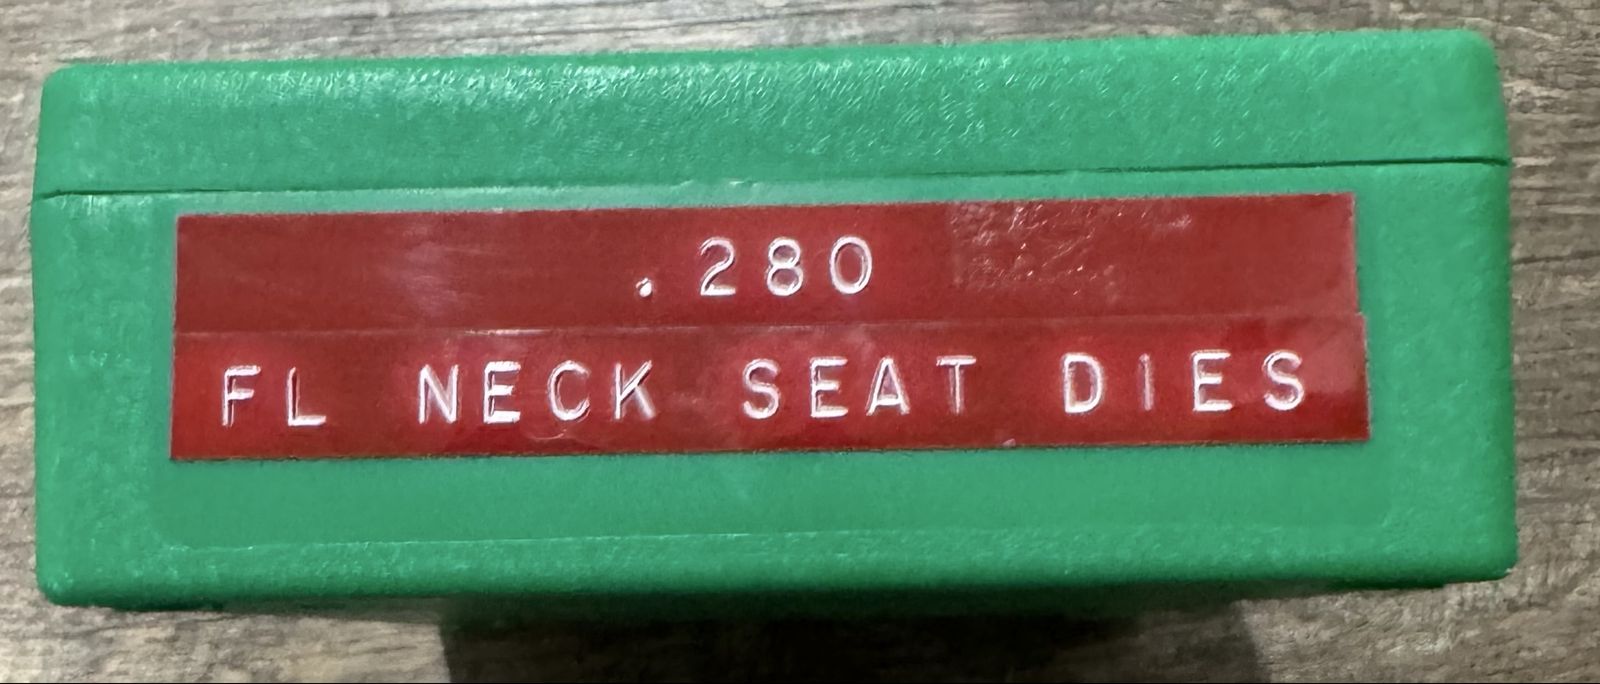 .280
FL NECK SEAT DIES